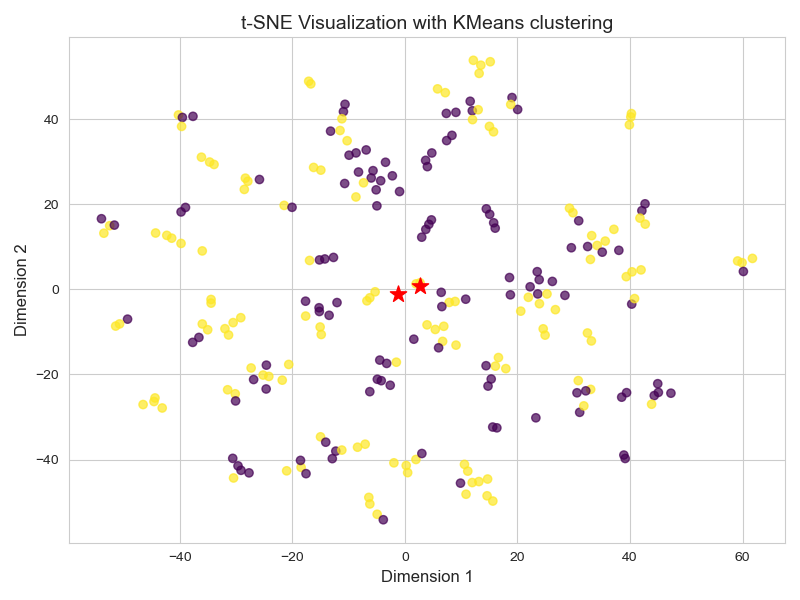 t-SNE Visualization with KMeans clustering
40
20
0
−20
−40
−40 −20 0 20 40 60
Dimension 2
Dimension 1